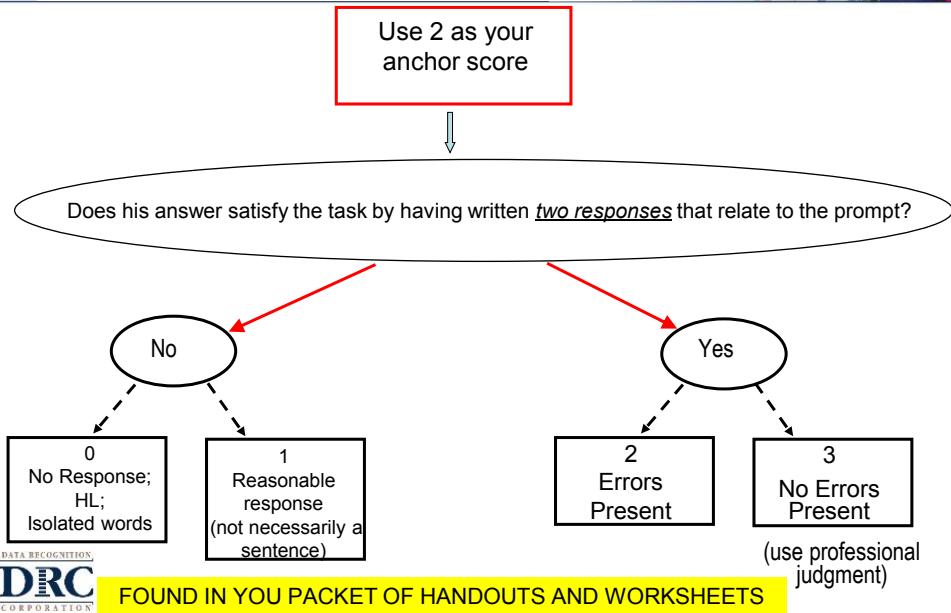 Use 2 as your
anchor score
Does his answer satisfy the task by having written two responses that relate to the prompt?
No
Yes
0
No Response;
HL;
Isolated words
1
Reasonable
response
(not necessarily a
sentence)
2
Errors
Present
3
No Errors
Present
(use professional
judgment)
DATA RECOGNITION
DRC
CORPORATION
FOUND IN YOU PACKET OF HANDOUTS AND WORKSHEETS